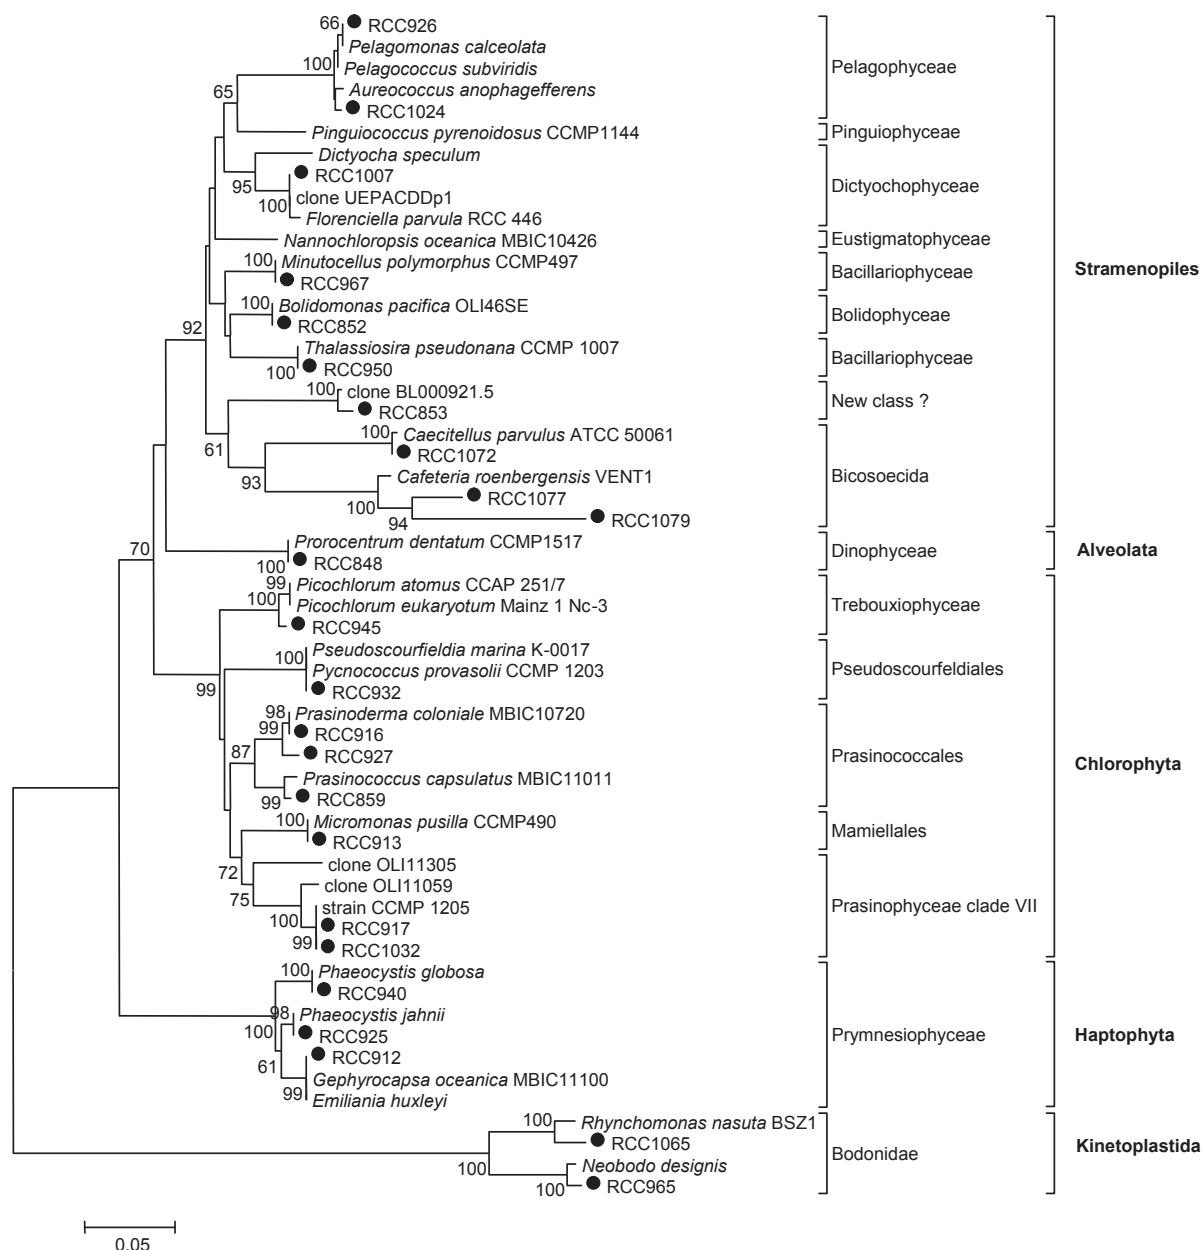 66 RCC926
Pelagomonas calceolata
100 Pelagococcus subviridis Pelagophyceae
65 Aureococcus anophagefferens
RCC1024
Pinguiococcus pyrenoidosus CCMP1144 Pinguiophyceae
Dictyocha speculum
95 RCC1007 Dictyochophyceae
100 clone UEPACDDp1
Florenciella parvula RCC 446
Nannochloropsis oceanica MBIC10426 Eustigmatophyceae
100 Minutocellus polymorphus CCMP497 Bacillariophyceae Stramenopiles
RCC967
100 Bolidomonas pacifica OLI46SE Bolidophyceae
92 RCC852
Thalassiosira pseudonana CCMP 1007 Bacillariophyceae
100 RCC950
100 clone BL000921.5 New class ?
RCC853
61 100 Caecitellus parvulus ATCC 50061
RCC1072
93 Cafeteria roenbergensis VENT1 Bicosoecida
100 RCC1077
94 RCC1079
70 Prorocentrum dentatum CCMP1517 Dinophyceae Alveolata
100 RCC848
99 Picochlorum atomus CCAP 251/7
100 Picochlorum eukaryotum Mainz 1 Nc-3 Trebouxiophyceae
RCC945
Pseudoscourfieldia marina K-0017
100 Pycnococcus provasolii CCMP 1203 Pseudoscourfeldiales
99 RCC932
98 Prasinoderma coloniale MBIC10720
99 RCC916
87 RCC927 Prasinococcales Chlorophyta
Prasinococcus capsulatus MBIC11011
99 RCC859
100 Micromonas pusilla CCMP490 Mamiellales
RCC913
72 clone OLI11305
75 clone OLI11059
100 strain CCMP 1205 Prasinophyceae clade VII
RCC917
99 RCC1032
100 Phaeocystis globosa
RCC940
98 Phaeocystis jahnii
100 RCC925 Prymnesiophyceae Haptophyta
61 RCC912
99 Gephyrocapsa oceanica MBIC11100
Emiliania huxleyi
100 Rhynchomonas nasuta BSZ1
RCC1065 Bodonidae Kinetoplastida
100 Neobodo designis
100 RCC965
0.05